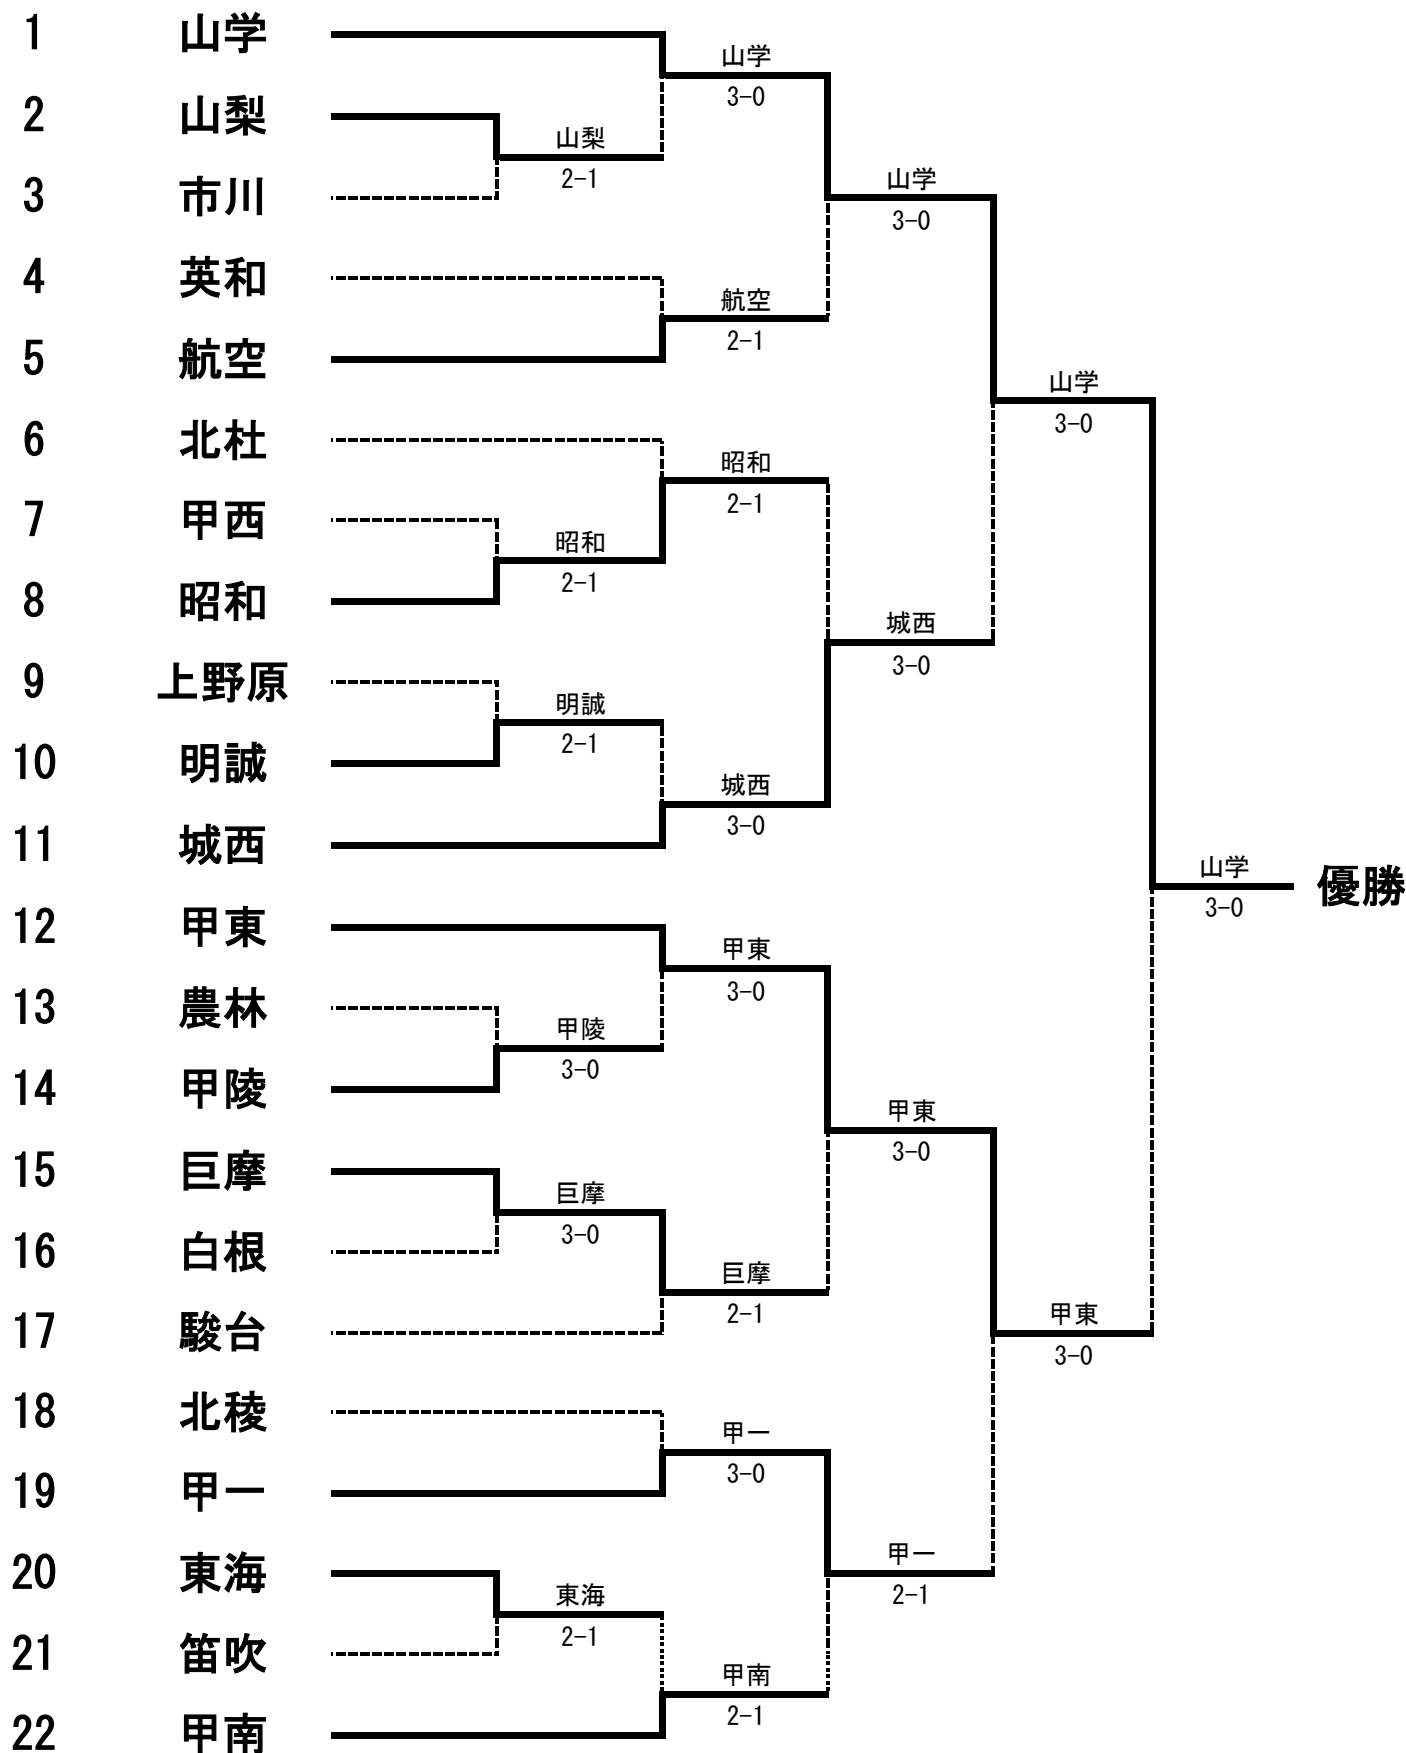 1 山学
山学
3-0
2 山梨
山梨
2-1
3 市川
山学
3-0
4 英和
航空
2-1
5 航空
山学
3-0
6 北杜
昭和
2-1
7 甲西
昭和
2-1
8 昭和
城西
3-0
9 上野原
明誠
2-1
10 明誠
城西
3-0
11 城西
山学
3-0
優勝
12 甲東
甲東
3-0
13 農林
甲陵
3-0
14 甲陵
甲東
3-0
15 巨摩
巨摩
3-0
16 白根
巨摩
2-1
17 駿台
甲東
3-0
18 北稜
甲一
3-0
19 甲一
甲一
2-1
20 東海
東海
2-1
21 笛吹
甲南
2-1
22 甲南